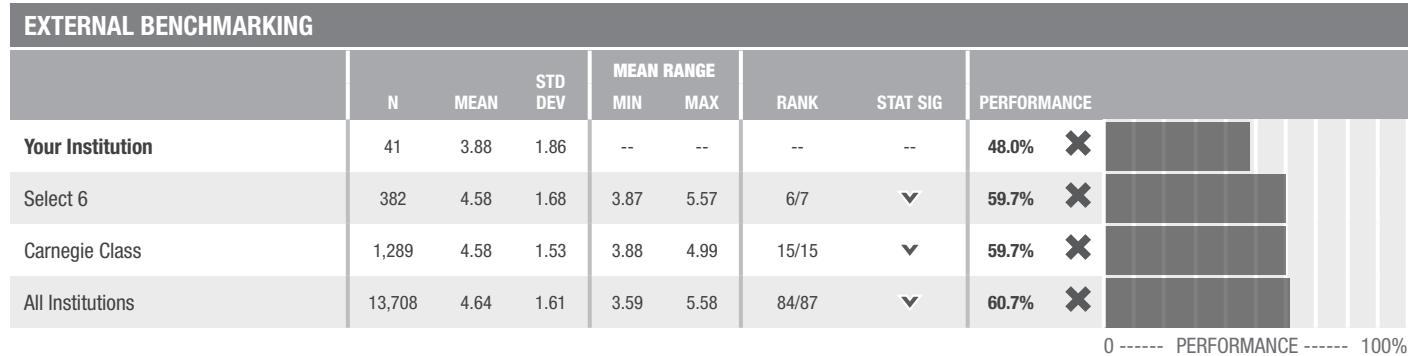 EXTERNAL BENCHMARKING
N MEAN STD DEV MEAN RANGE MIN MAX RANK STAT SIG PERFORMANCE
Your Institution 41 3.88 1.86 -- -- -- -- 48.0%
Select 6 382 4.58 1.68 3.87 5.57 6/7 59.7%
Carnegie Class 1,289 4.58 1.53 3.88 4.99 15/15 59.7%
All Institutions 13,708 4.64 1.61 3.59 5.58 84/87 60.7%
0 ------ PERFORMANCE ------ 100%